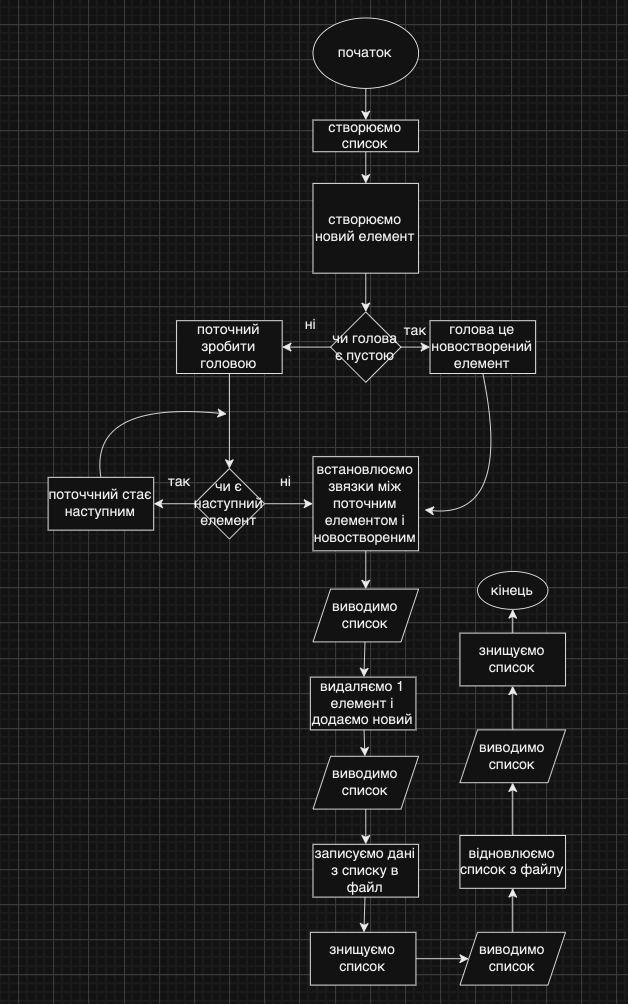 початок
створюємо
список
створюємо
новий елемент
чи голова
є пустою
ні
так
поточний
зробити
головою
голова це
новостворений
елемент
чи є
наступний
елемент
так
ні
поточчний стає
наступним
встановлюємо
звязки між
поточним
елементом і
новоствореним
виводимо
список
видаляємо 1
елемент і
додаємо новий
виводимо
список
записуємо дані
з списку в
файл
знищуємо
список
виводимо
список
відновлюємо
список з файлу
виводимо
список
знищуємо
список
кінець